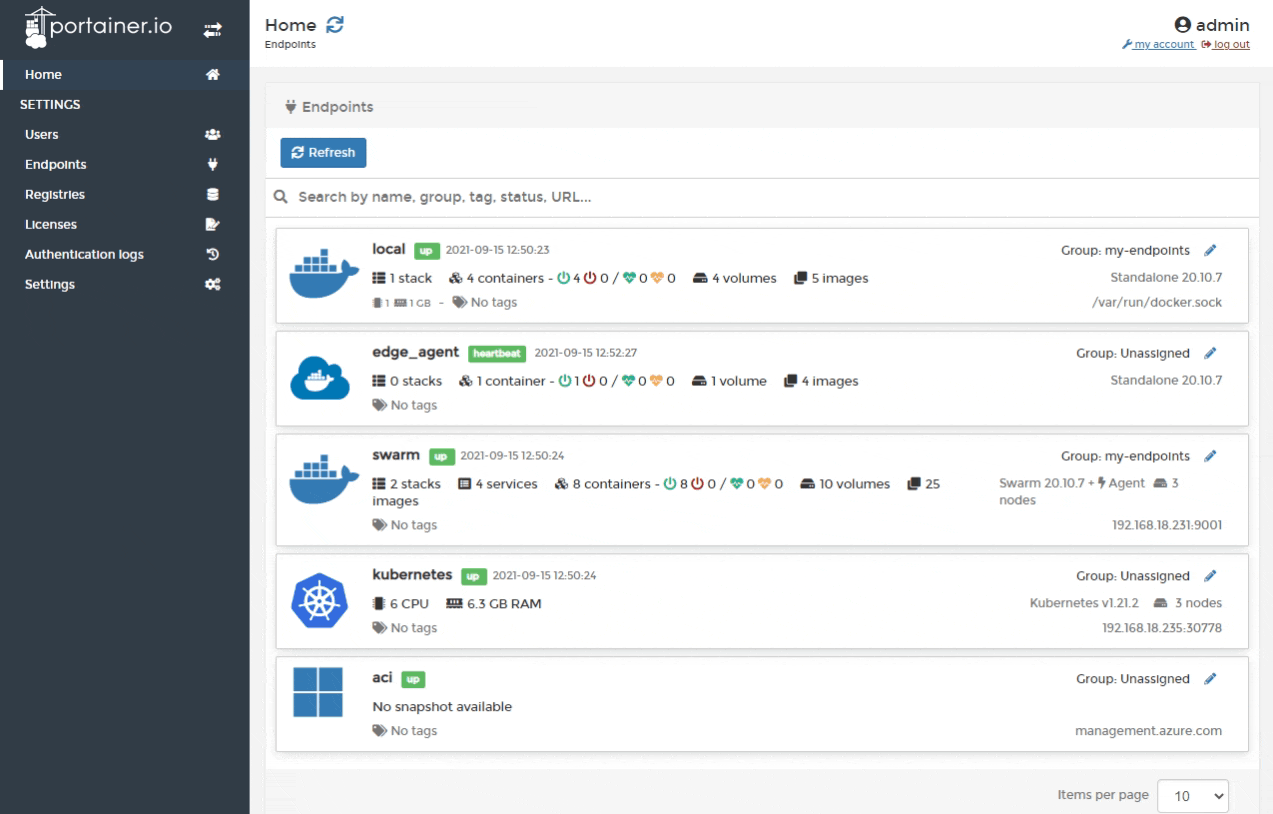 portainer.io
Home
SETTINGS
Users
Endpoints
Registries
Licenses
Authentication logs
Settings
Home
Endpoints
admin
my account log out
Endpoints
Refresh
Search by name, group, tag, status, URL...
local up 2021-09-15 12:50:23 Group: my-endpoints
1 stack 4 containers - 4 0 / 0 0 4 volumes 5 images Standalone 20.10.7
1 1 GB - No tags /var/run/docker.sock
edge_agent heartbeat 2021-09-15 12:52:27 Group: Unassigned
0 stacks 1 container - 1 0 / 0 0 1 volume 4 images Standalone 20.10.7
No tags
swarm up 2021-09-15 12:50:24 Group: my-endpoints
2 stacks 4 services 8 containers - 8 0 / 0 0 10 volumes 25 Swarm 20.10.7 + Agent 3
images nodes
No tags 192.168.18.231:9001
kubernetes up 2021-09-15 12:50:24 Group: Unassigned
6 CPU 6.3 GB RAM Kubernetes v1.21.2 3 nodes
No tags 192.168.18.235:30778
aci up Group: Unassigned
No snapshot available
No tags management.azure.com
Items per page 10